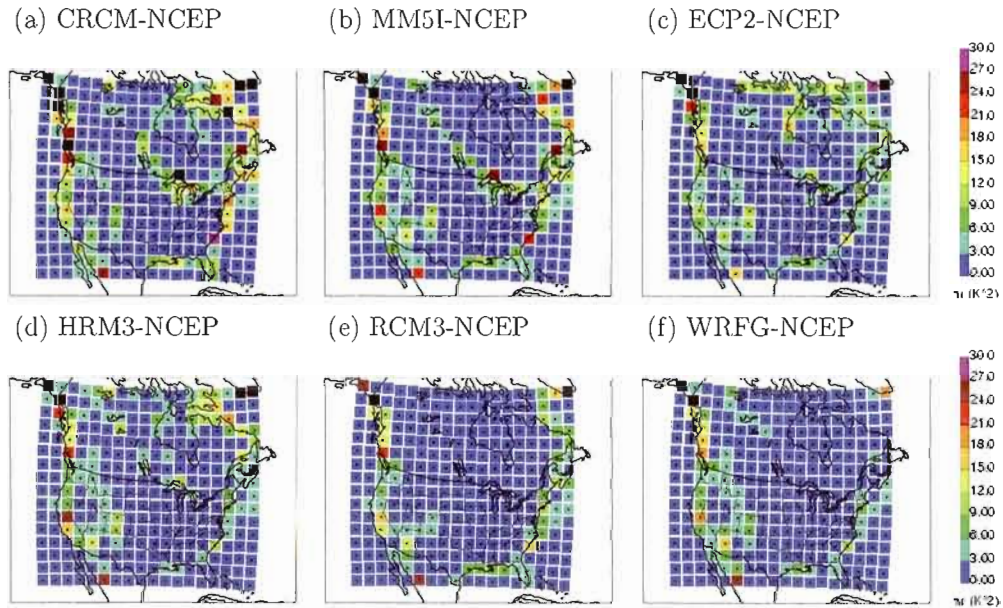 (a) CRCM-NCEP
(b) MM5I-NCEP
(c) ECP2-NCEP
30.0
27.0
24.0
21.0
18.0
15.0
12.0
9.00
6.00
3.00
0.00
(K^2)
(d) HRM3-NCEP
(e) RCM3-NCEP
(f) WRFG-NCEP
30.0
27.0
24.0
21.0
18.0
15.0
12.0
9.00
6.00
3.00
0.00
(K^2)